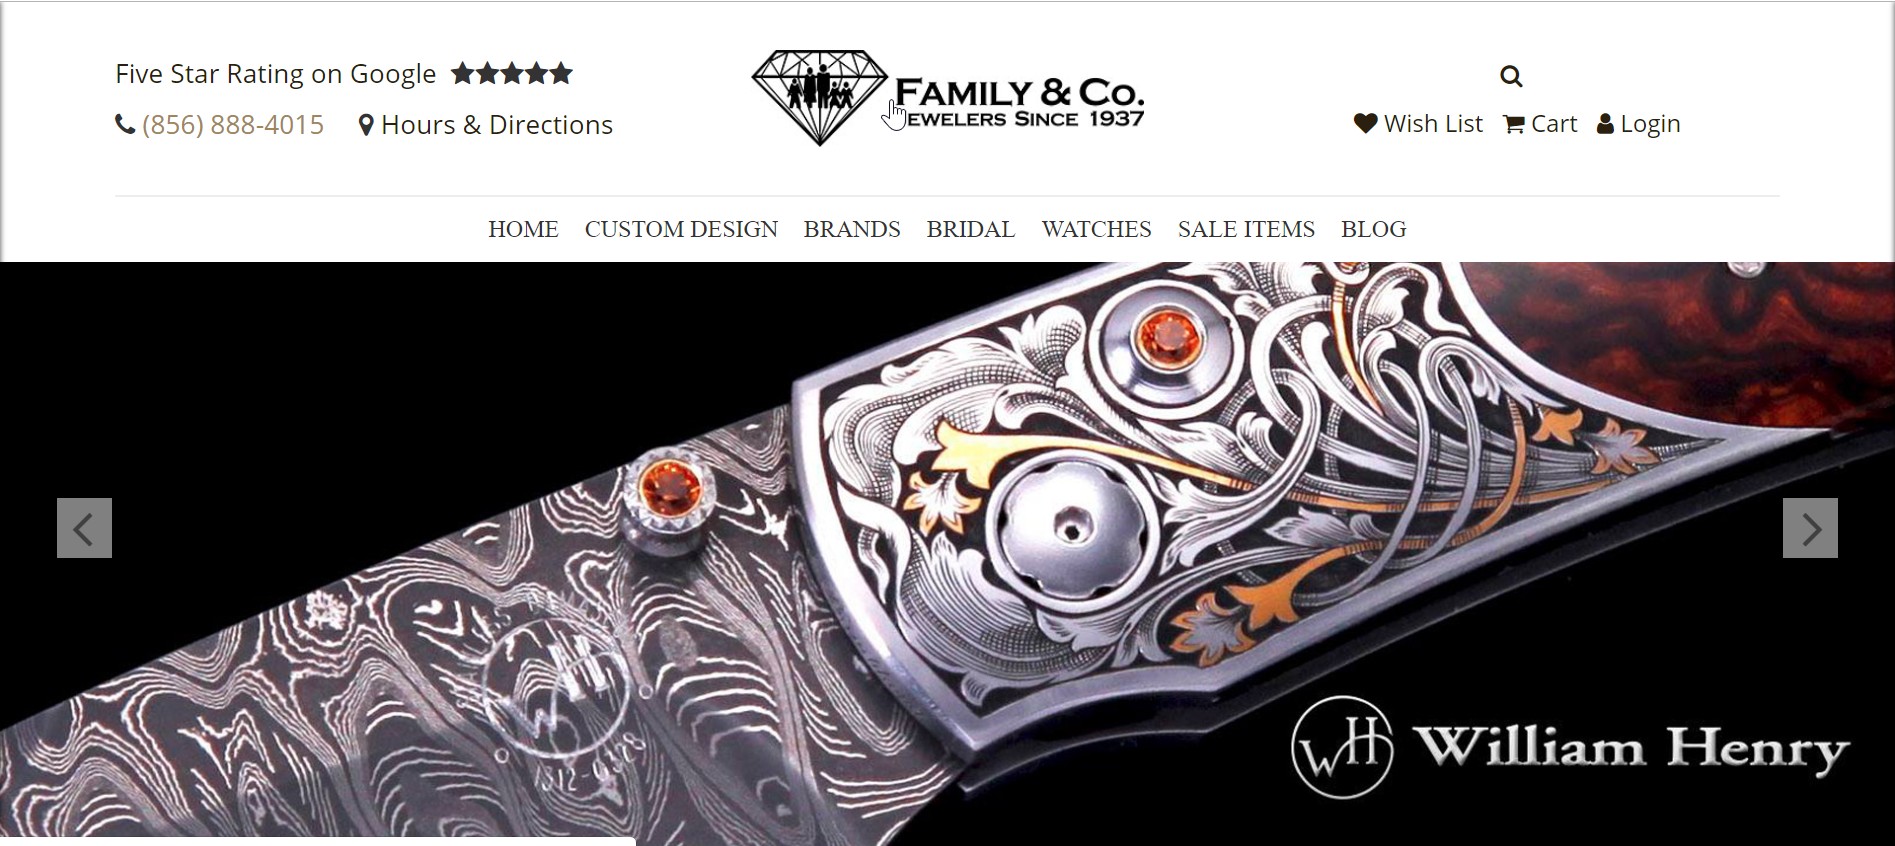 Five Star Rating on Google
(856) 888-4015 Hours & Directions
FAMILY & CO.
JEWELERS SINCE 1937
Wish List Cart Login
HOME CUSTOM DESIGN BRANDS BRIDAL WATCHES SALE ITEMS BLOG
WH William Henry